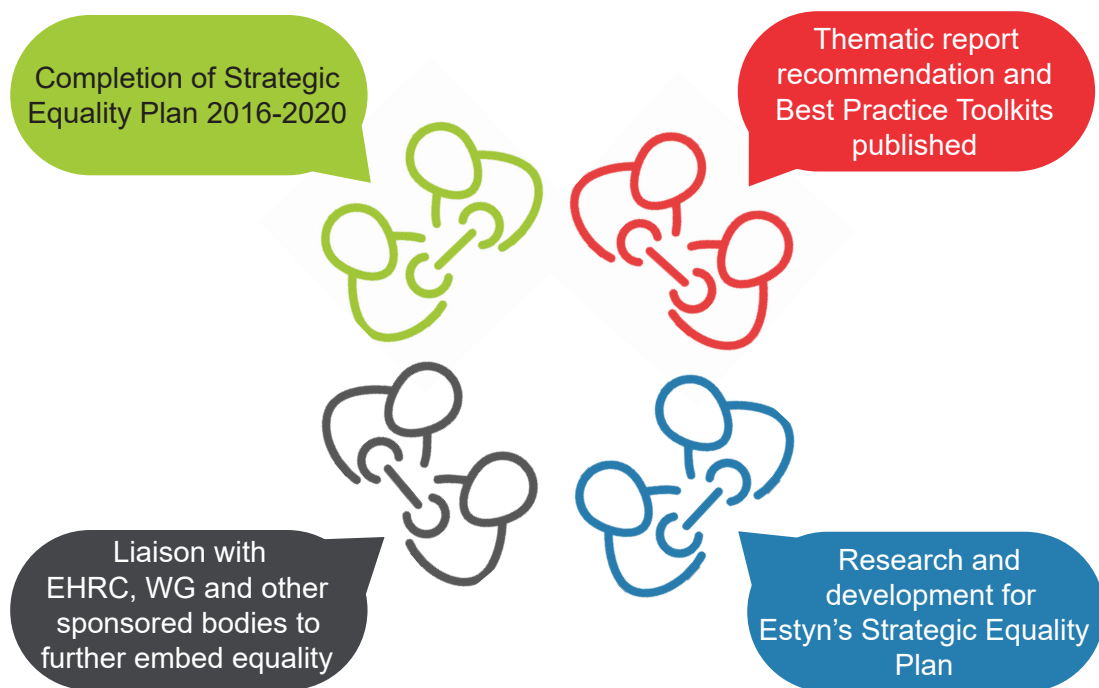 Completion of Strategic
Equality Plan 2016-2020
Thematic report
recommendation and
Best Practice Toolkits
published
Liaison with
EHRC, WG and other
sponsored bodies to
further embed equality
Research and
development for
Estyn’s Strategic Equality
Plan